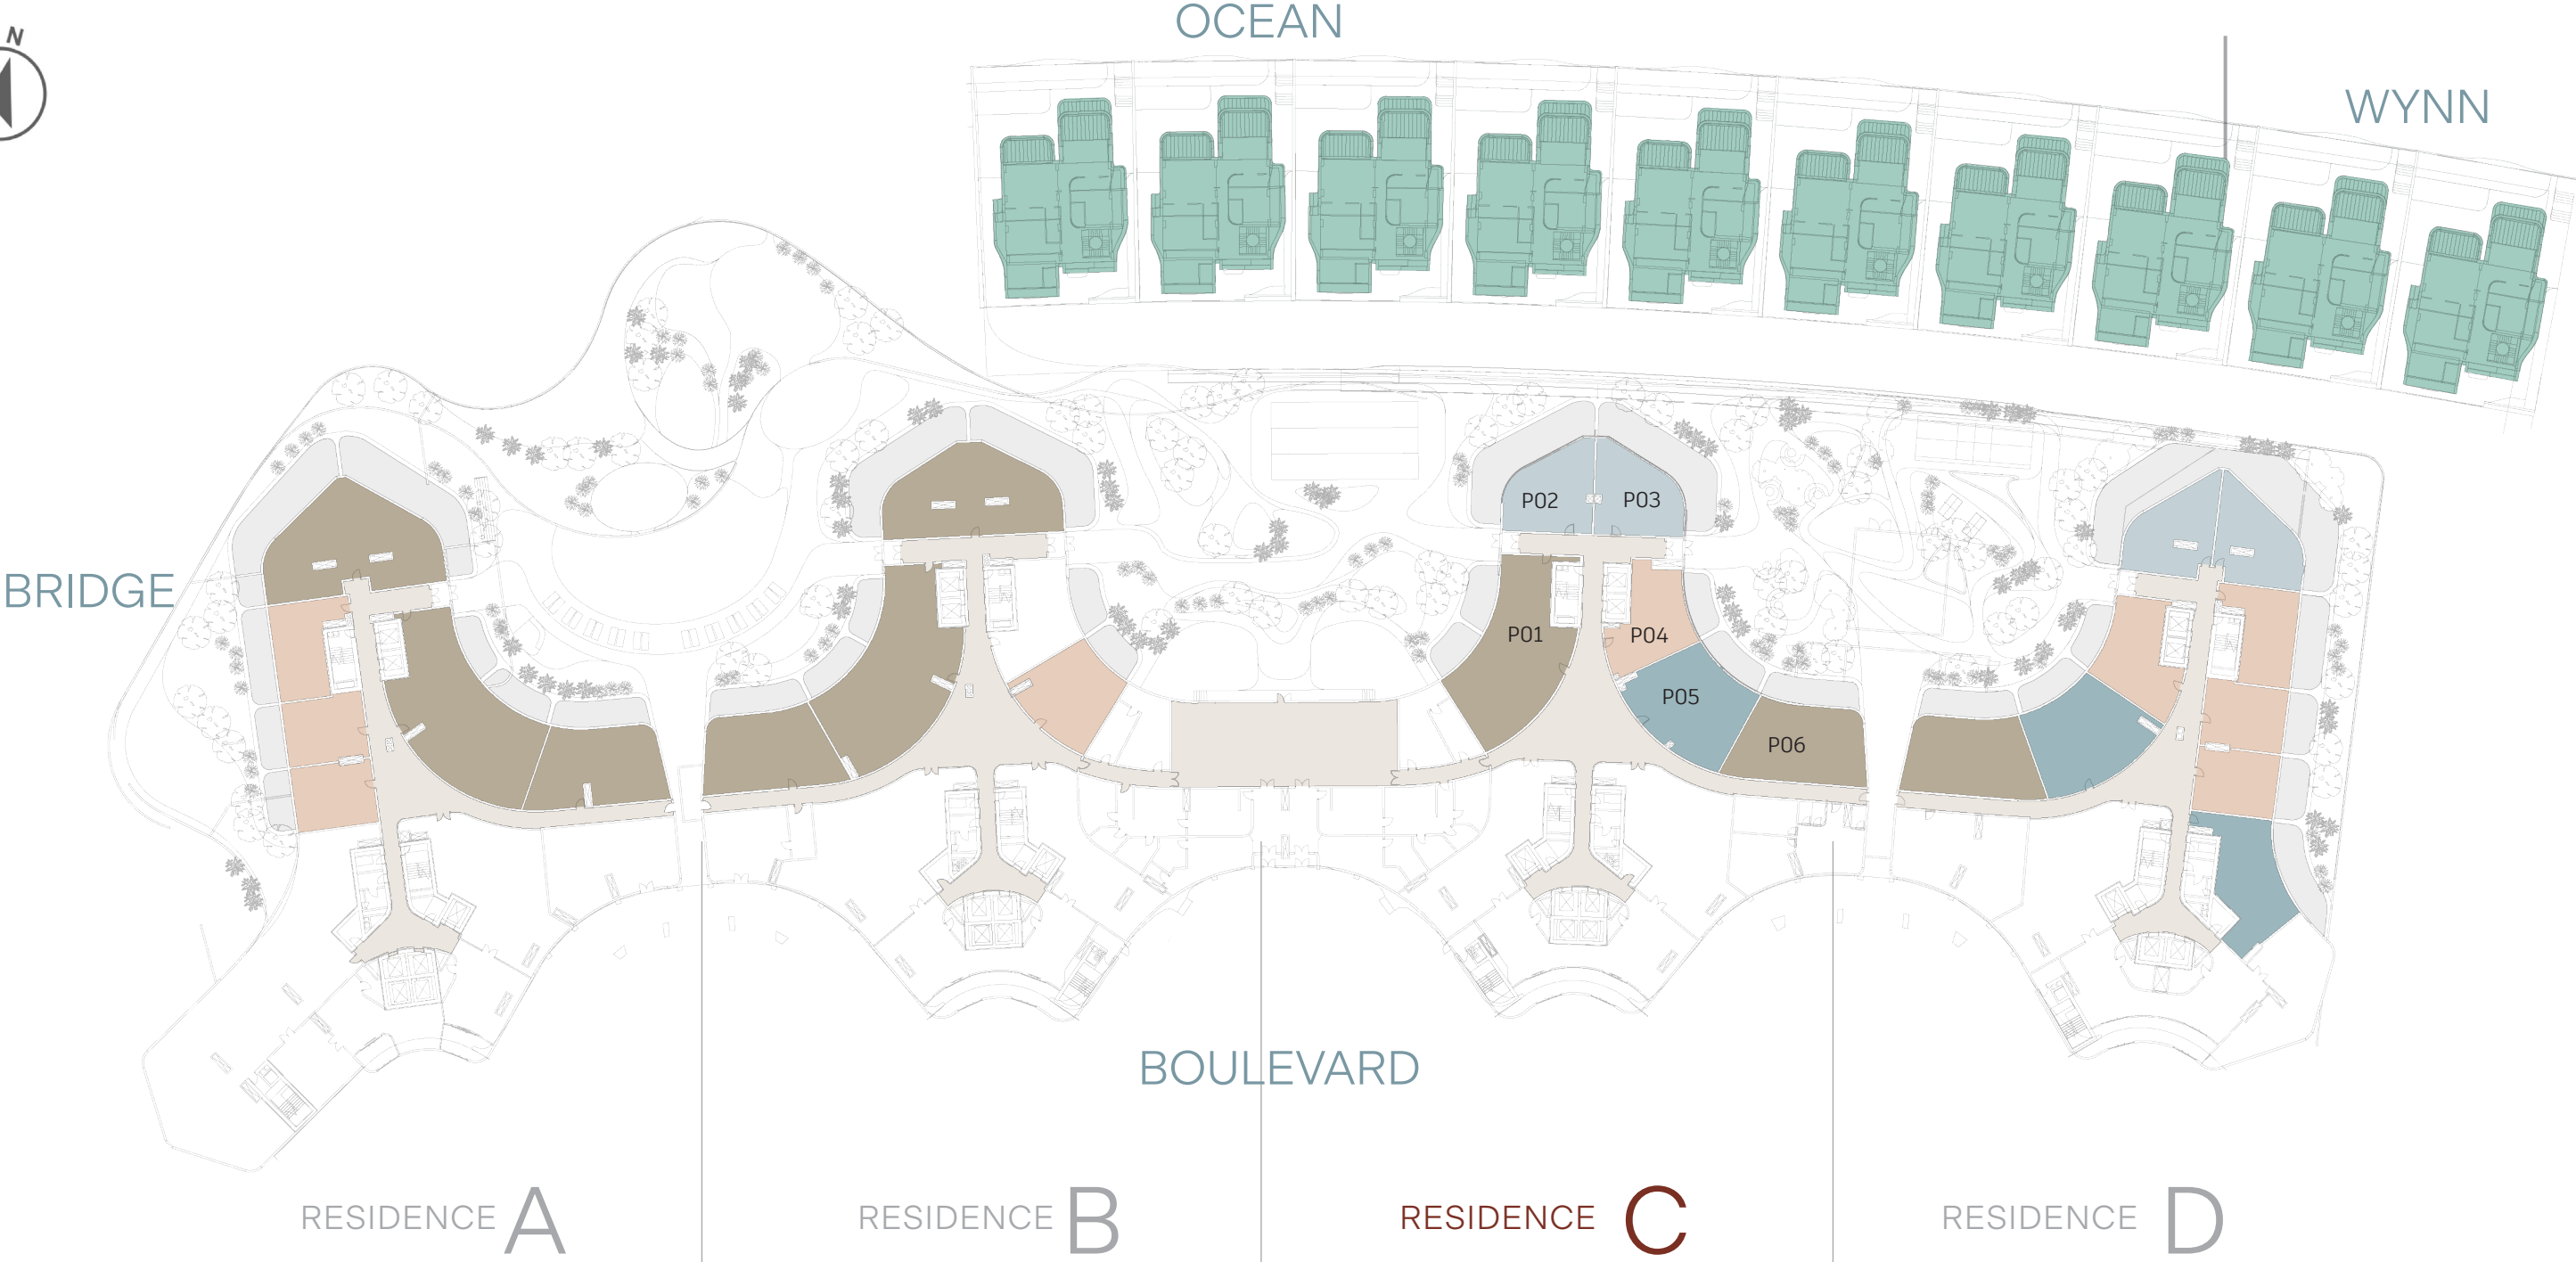 N
OCEAN
WYNN
BRIDGE
P02
P03
P01
P04
P05
P06
BOULEVARD
RESIDENCE A
RESIDENCE B
RESIDENCE C
RESIDENCE D